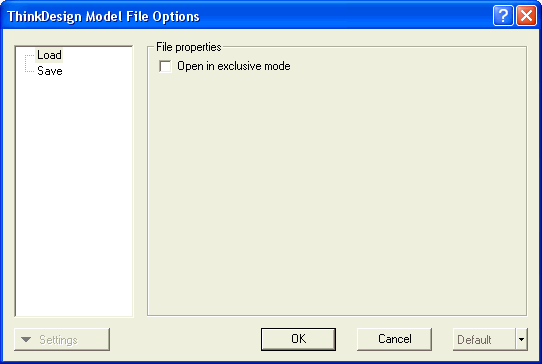 ThinkDesign Model File Options
Load
Save
File properties
Open in exclusive mode
Settings
OK
Cancel
Default